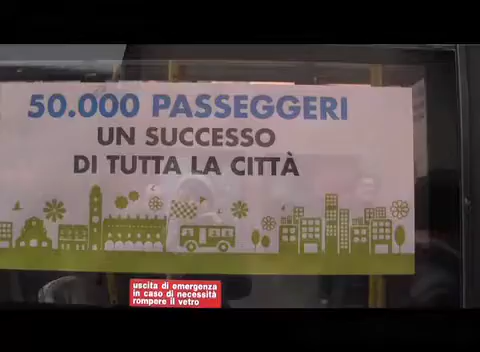 50.000 PASSEGGERI
UN SUCCESSO
DI TUTTA LA CITTÀ
uscita di emergenza
in caso di necessità
rompere il vetro